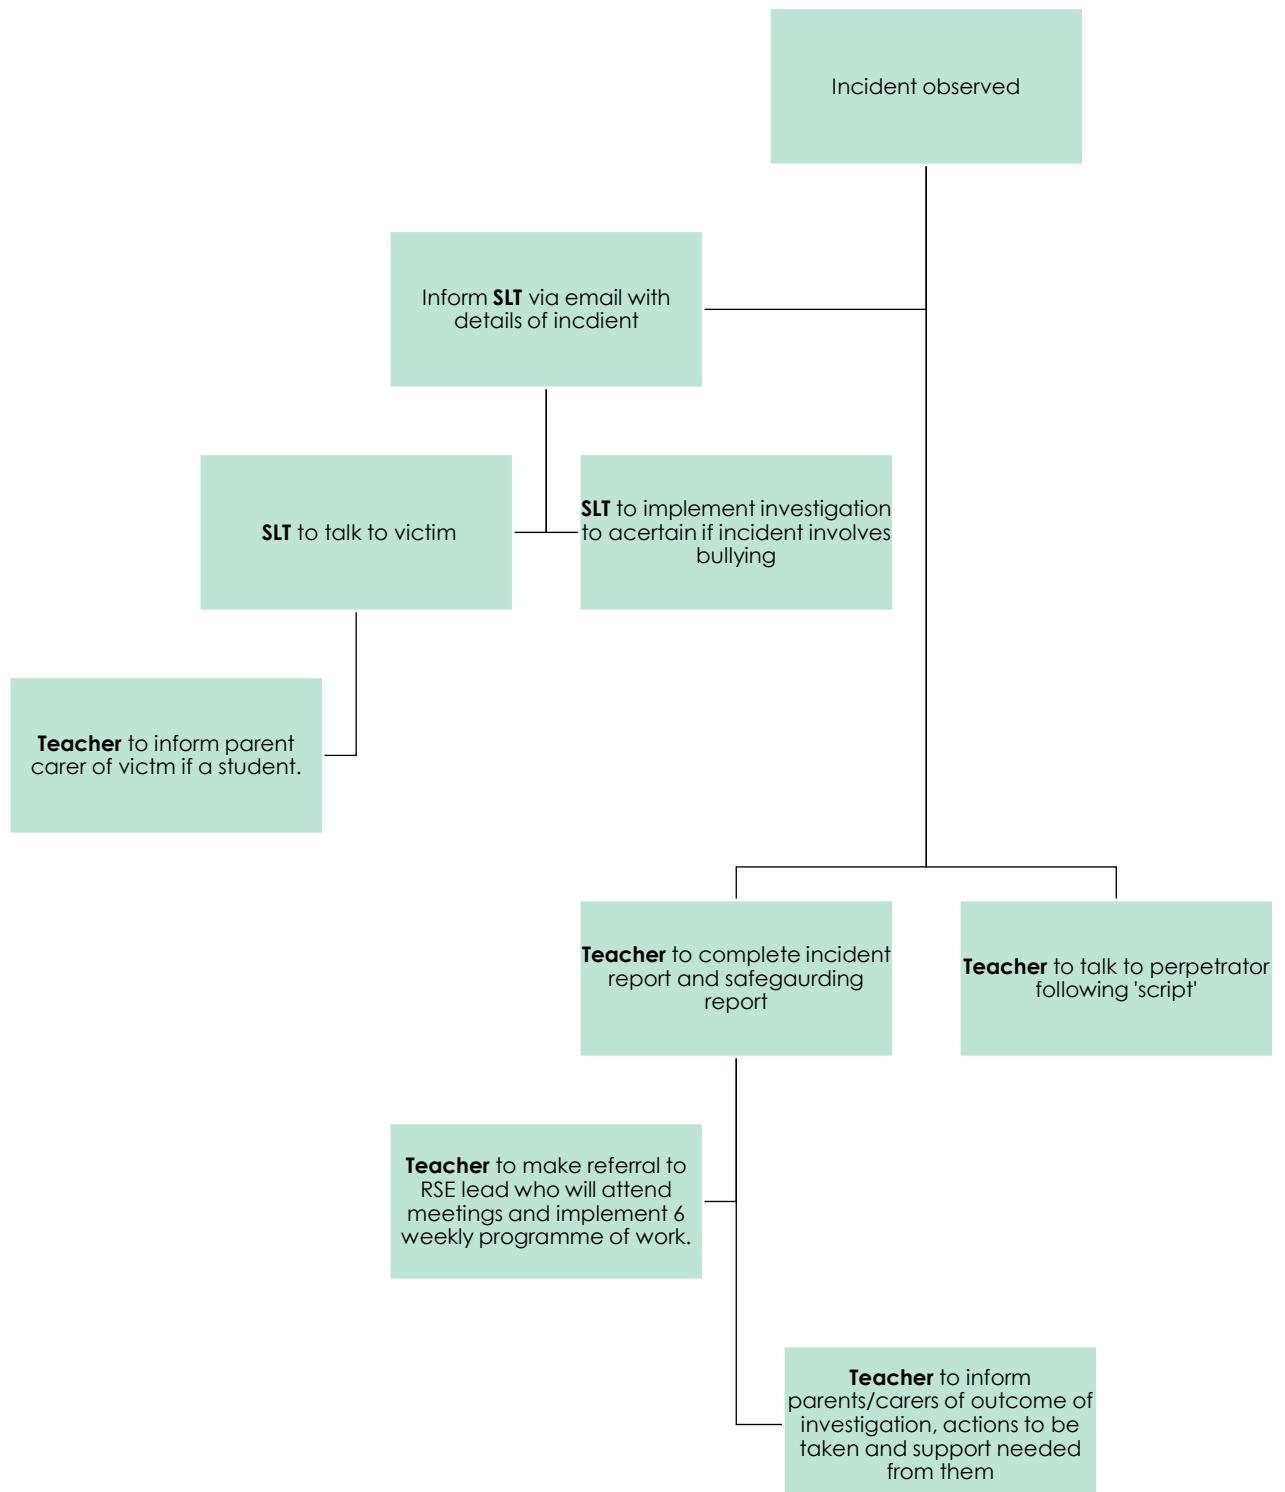 Incident observed
Inform SLT via email with
details of incdient
SLT to talk to victim
SLT to implement investigation
to acertain if incident involves
bullying
Teacher to inform parent
carer of victm if a student.
Teacher to complete incident
report and safegaurding
report
Teacher to talk to perpetrator
following 'script'
Teacher to make referral to
RSE lead who will attend
meetings and implement 6
weekly programme of work.
Teacher to inform
parents/carers of outcome of
investigation, actions to be
taken and support needed
from them